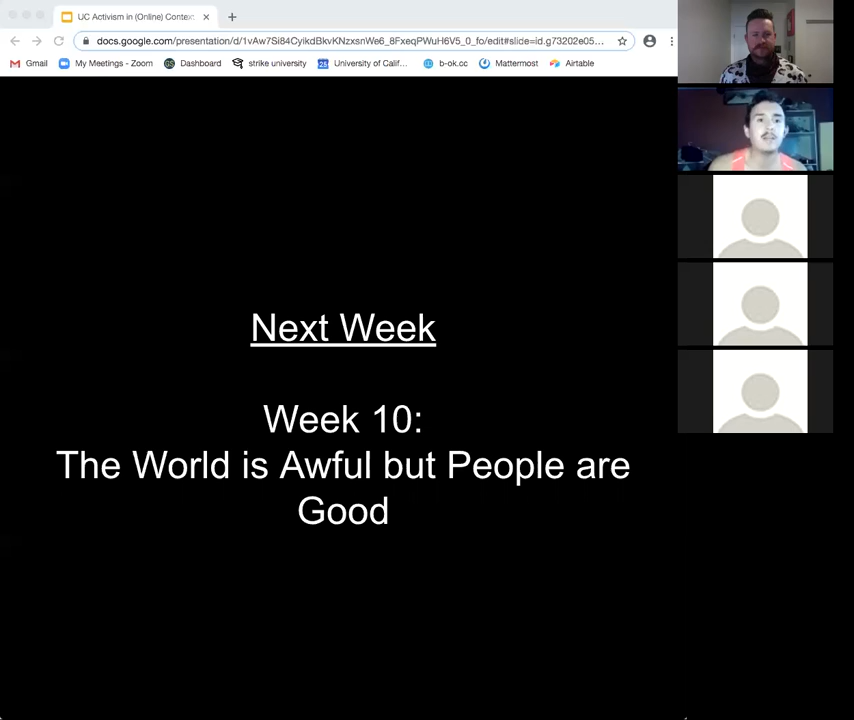 UC Activism in (Online) Contex
docs.google.com/presentation/d/1vAw7Si84CyikdBkvKNzxsnWe6_8FxeqPWuH6V5_0_fo/edit#slide=id.g73202e05...
Gmail My Meetings - Zoom Dashboard strike university University of Calif... b-ok.cc Mattermost Airtable
Next Week
Week 10:
The World is Awful but People are
Good